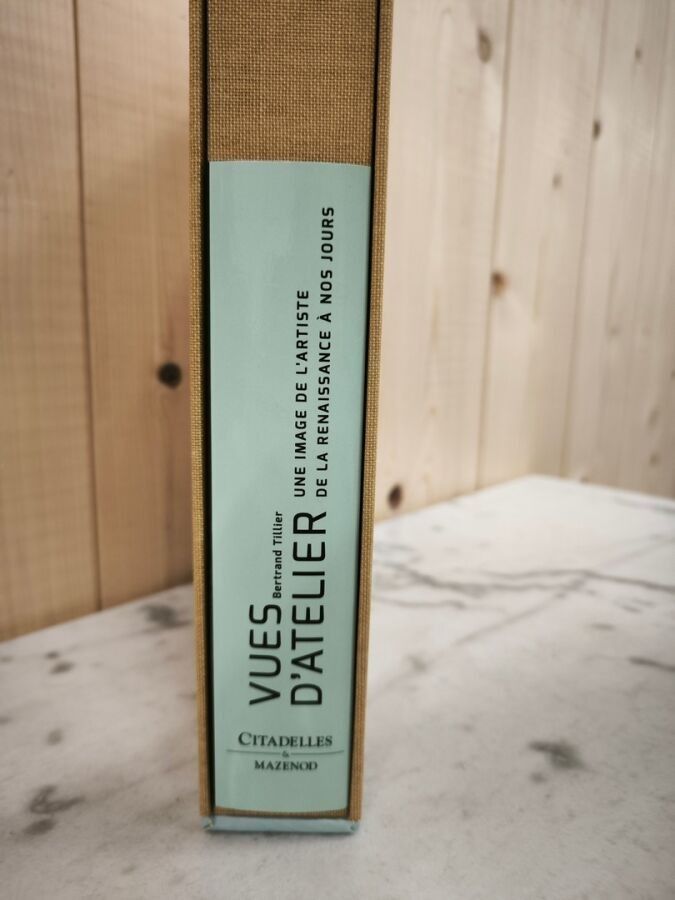 VUES
D'ATELIER
Bertrand Tillier
UNE IMAGE DE L'ARTISTE
DE LA RENAISSANCE À NOS JOURS
CITADELLES
&
MAZENOD